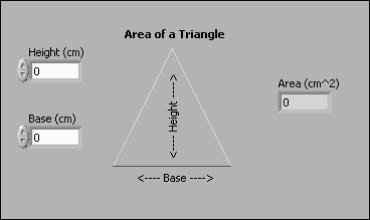 Area of a Triangle
Height (cm)
0
Base (cm)
0
<---- Height ---->
<---- Base ---->
Area (cm^2)
0